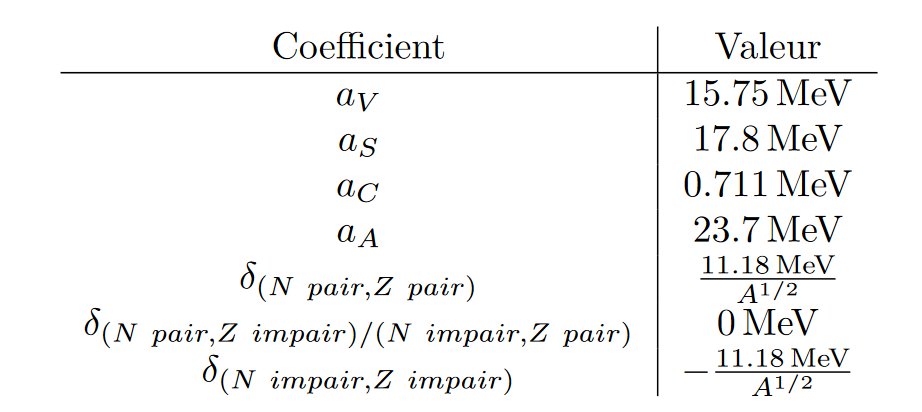 Coefficient Valeur
a_V 15.75 MeV
a_S 17.8 MeV
a_C 0.711 MeV
a_A 23.7 MeV
δ_(N pair,Z pair) 11.18 MeV/A^1/2
δ_(N pair,Z impair)/(N impair,Z pair) 0 MeV
δ_(N impair,Z impair) −11.18 MeV/A^1/2